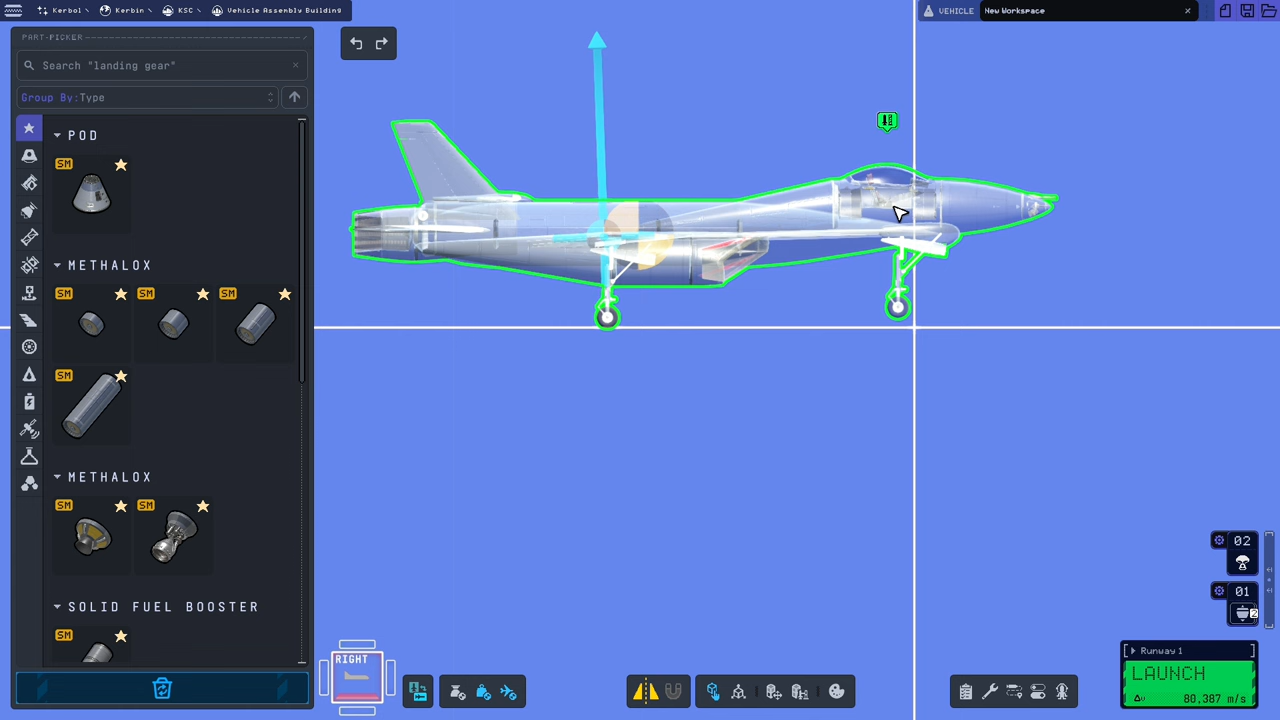 Kerbol
Kerbin
KSC
Vehicle Assembly Building
VEHICLE
New Workspace
PART-PICKER
Search "landing gear"
Group By: Type
POD
SM
METHALOX
SM
SM
SM
SM
METHALOX
SM
SM
SOLID FUEL BOOSTER
SM
RIGHT
02
01
2
Runway 1
LAUNCH
Δv 80,387 m/s